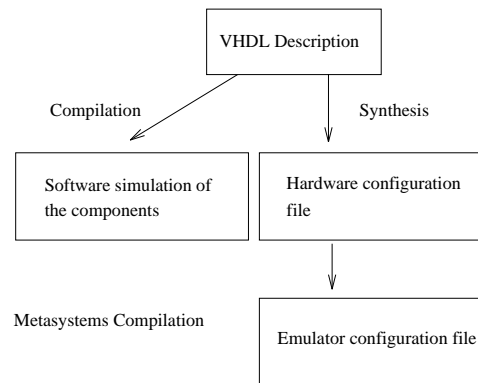 VHDL Description
Compilation
Synthesis
Software simulation of
the components
Hardware configuration
file
Metasystems Compilation
Emulator configuration file